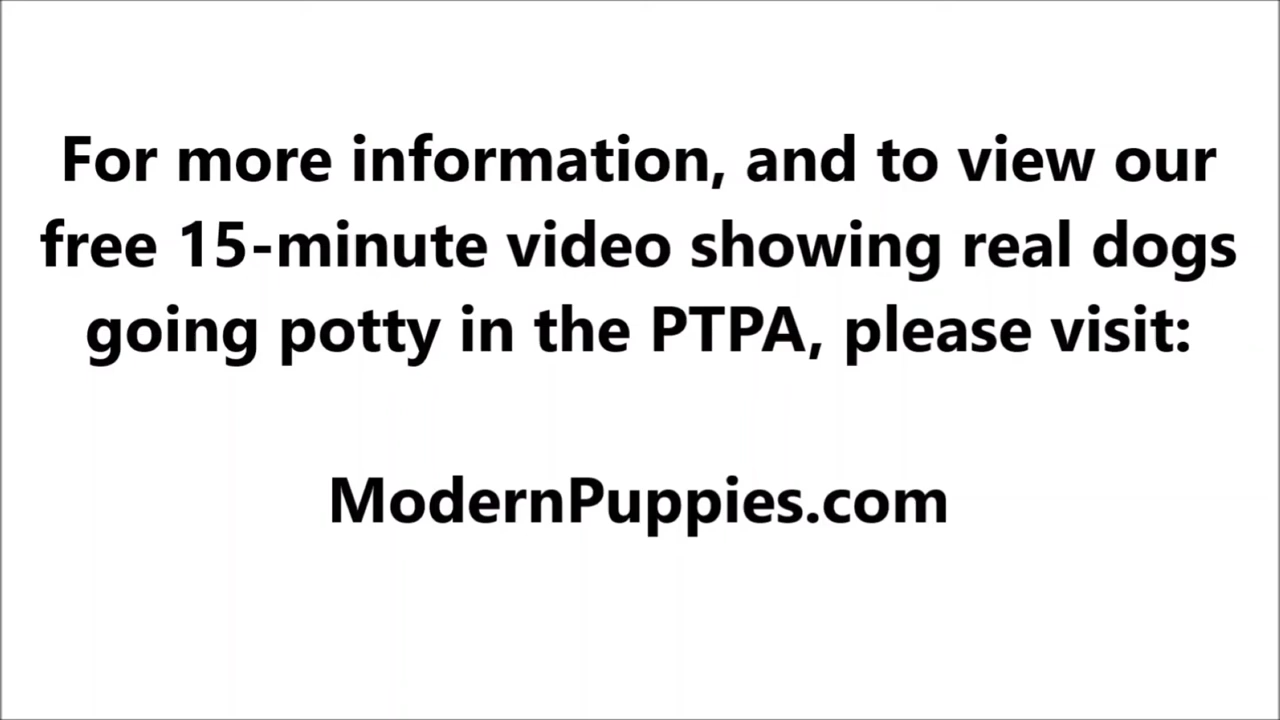 For more information, and to view our
free 15-minute video showing real dogs
going potty in the PTPA, please visit:
ModernPuppies.com